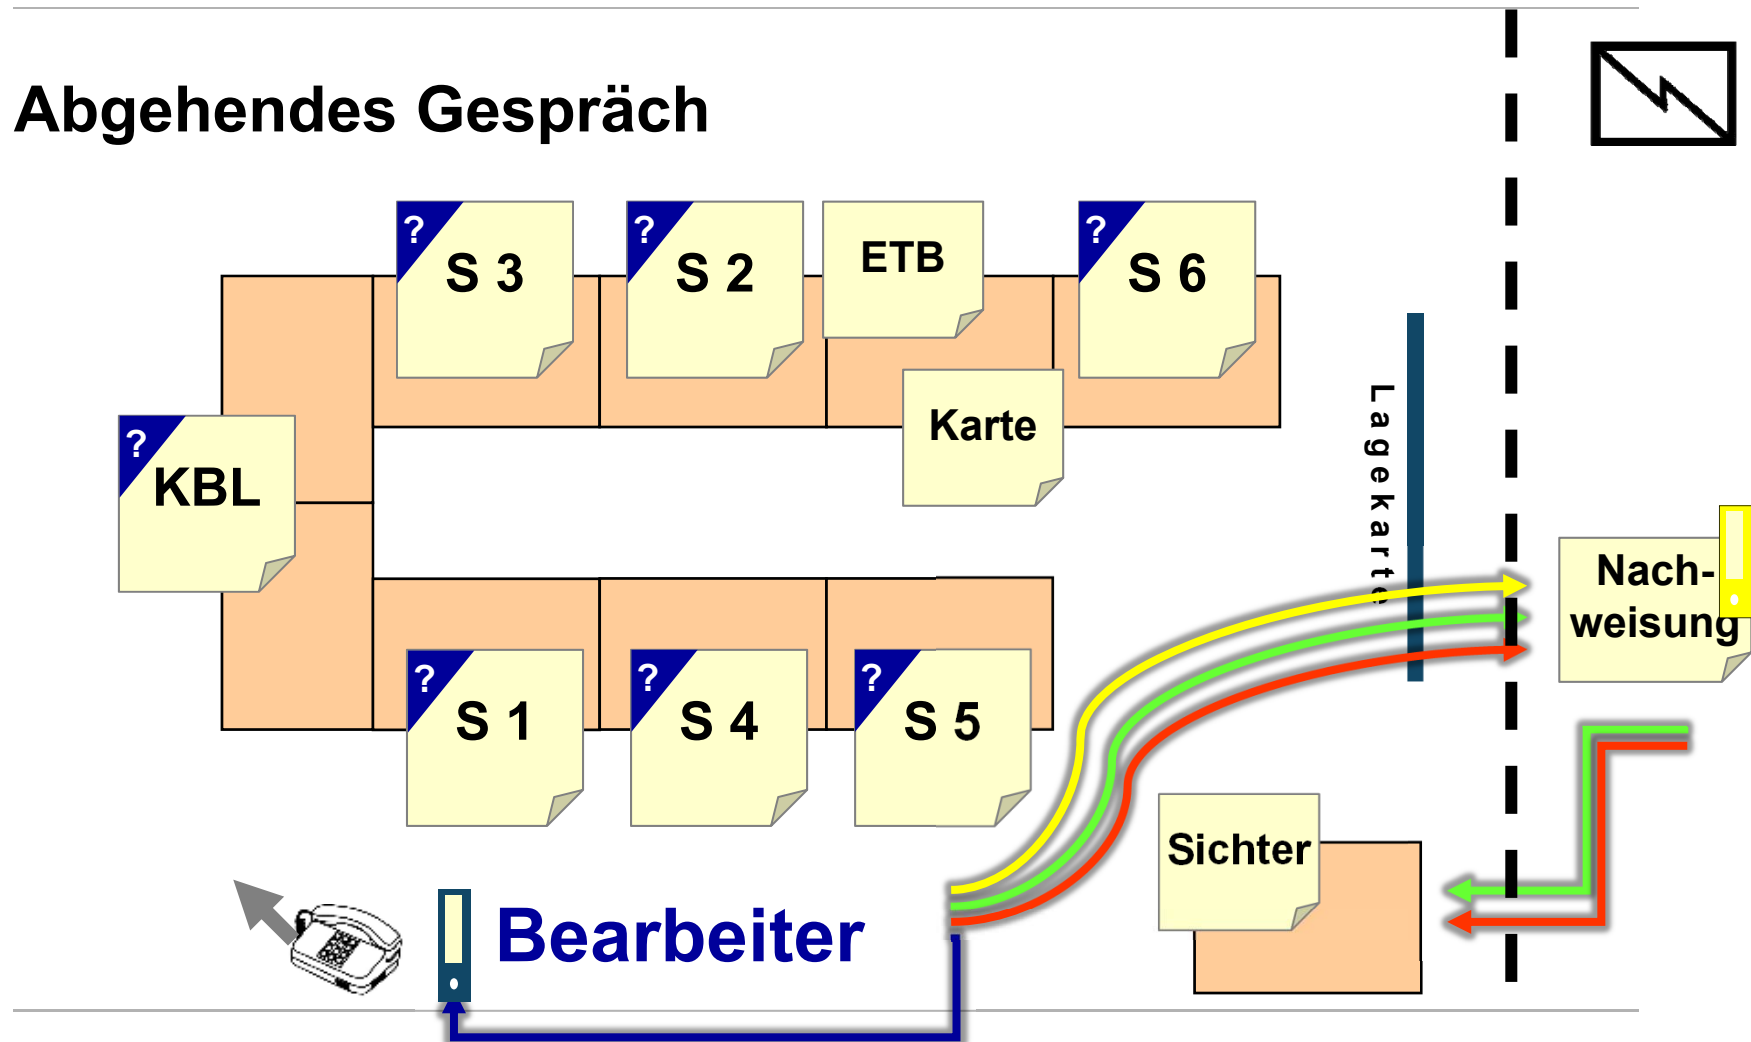 Abgehendes Gespräch
?
S 3
?
S 2
ETB
?
S 6
Karte
?
KBL
Lagekarte
Nach-
weisung
?
S 1
?
S 4
?
S 5
Sichter
Bearbeiter